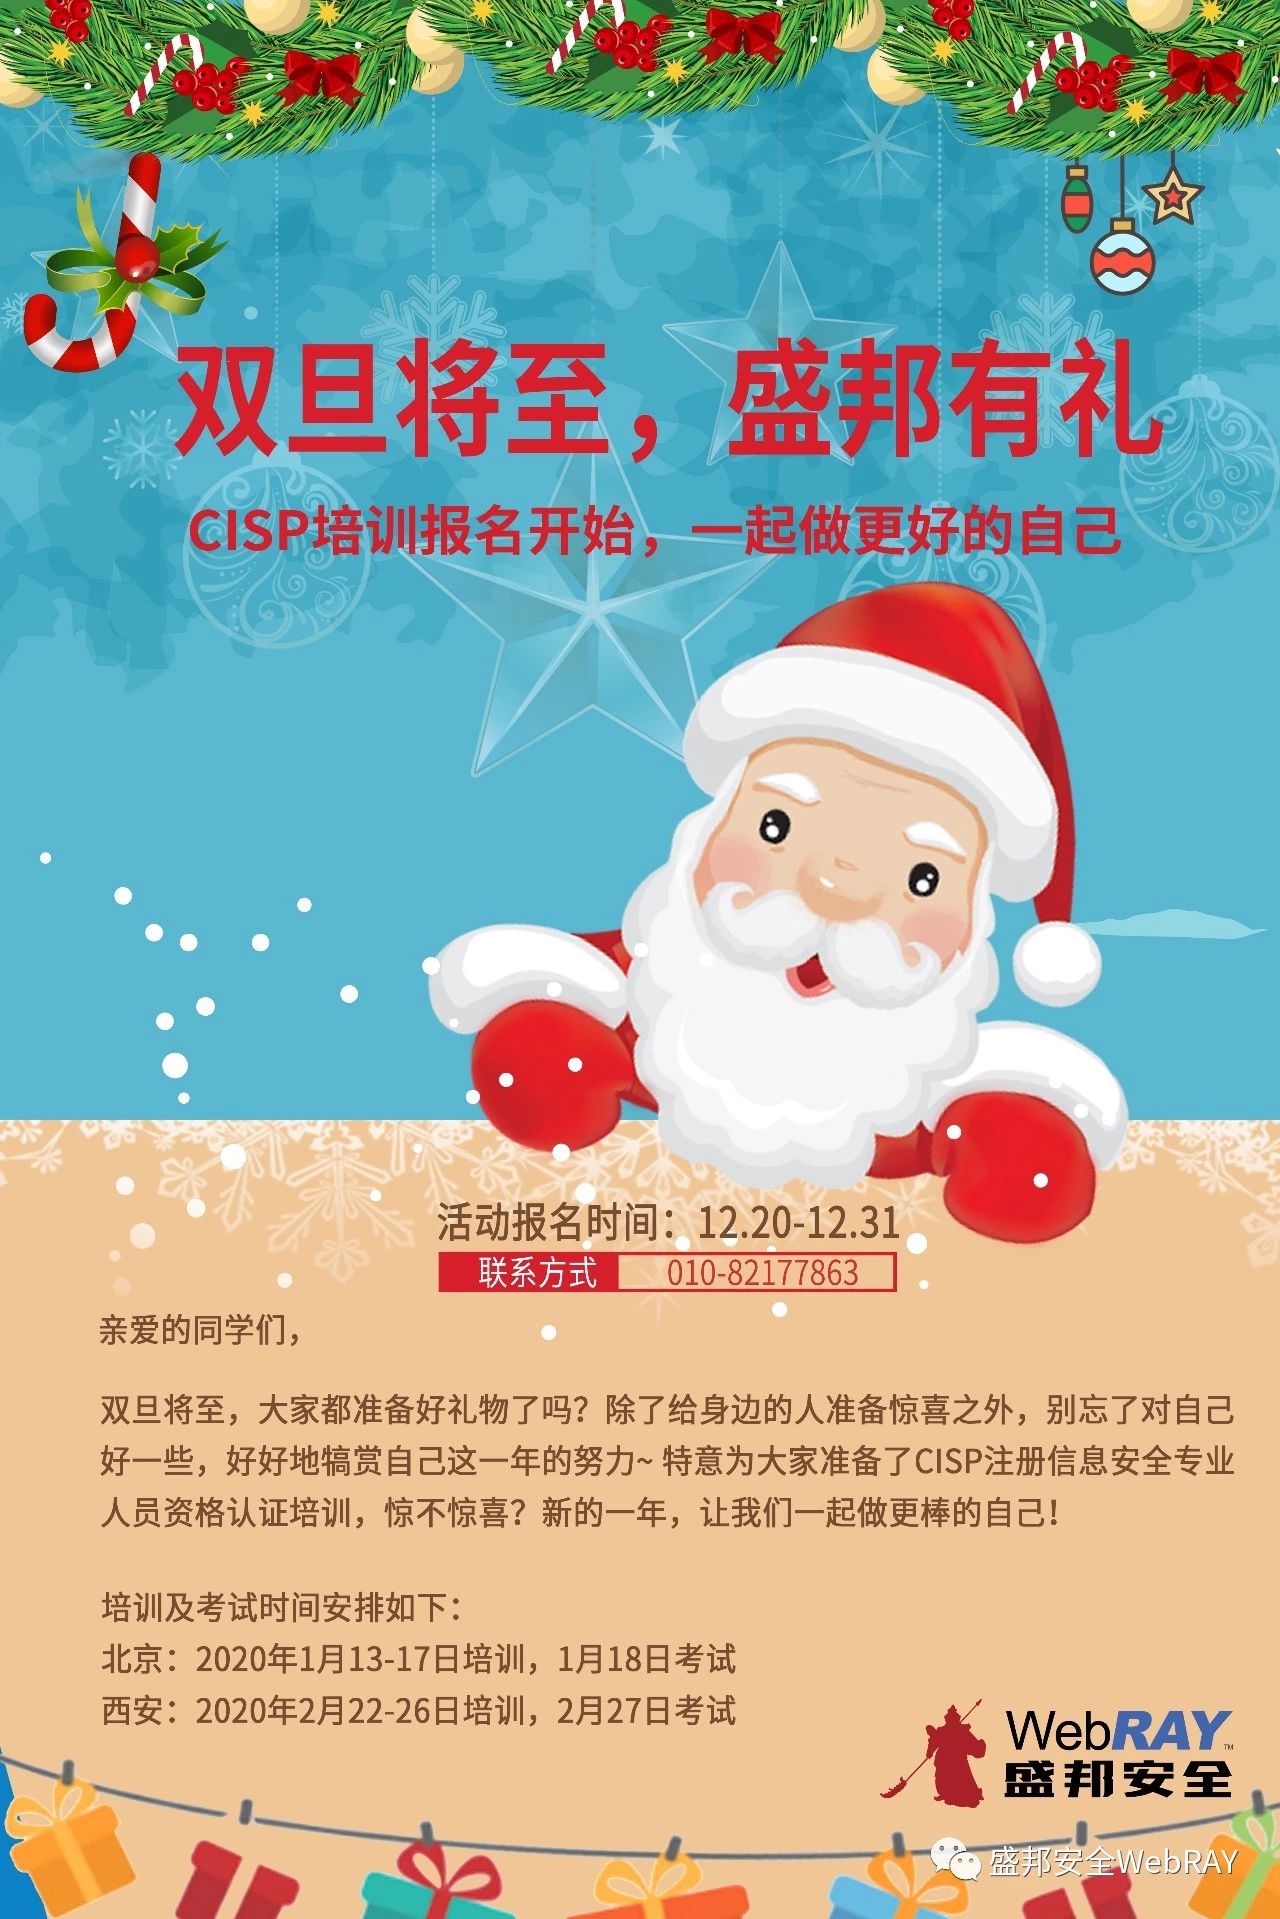 双旦将至，盛邦有礼
CISP培训报名开始，一起做更好的自己
活动报名时间：12.20-12.31
联系方式 010-82177863
亲爱的同学们，
双旦将至，大家都准备好礼物了吗？除了给身边的人准备惊喜之外，别忘了对自己
好一些，好好地犒赏自己这一年的努力~ 特意为大家准备了CISP注册信息安全专业
人员资格认证培训，惊不惊喜？新的一年，让我们一起做更棒的自己！
培训及考试时间安排如下：
北京：2020年1月13-17日培训，1月18日考试
西安：2020年2月22-26日培训，2月27日考试
WebRAY™
盛邦安全
盛邦安全WebRAY